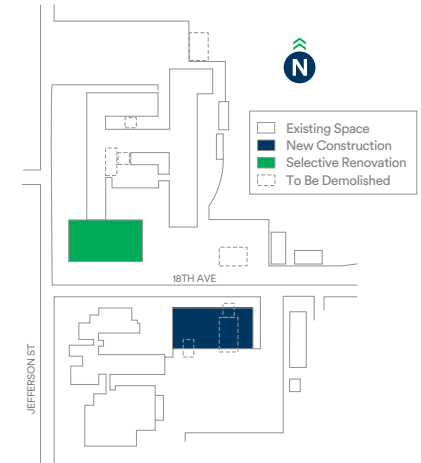 N
Existing Space
New Construction
Selective Renovation
To Be Demolished
18TH AVE
JEFFERSON ST